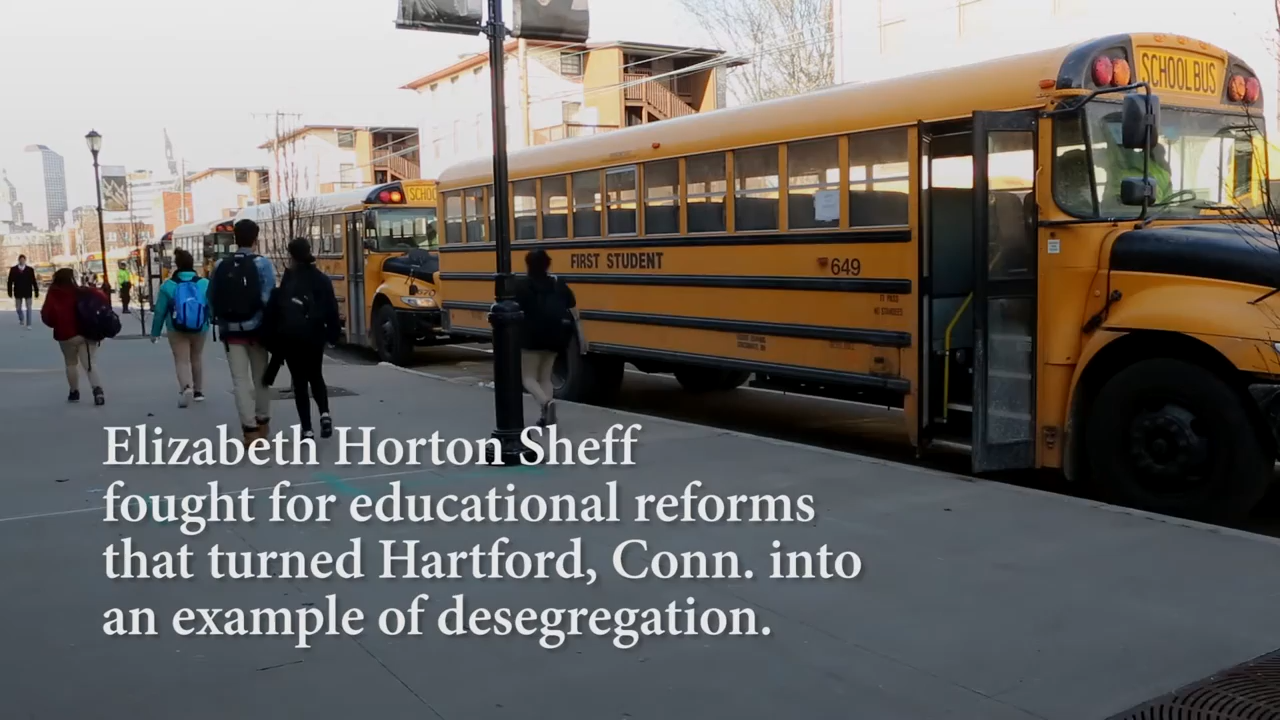 SCHOOL BUS
SCHOOL
FIRST STUDENT
649
Elizabeth Horton Sheff
fought for educational reforms
that turned Hartford, Conn. into
an example of desegregation.